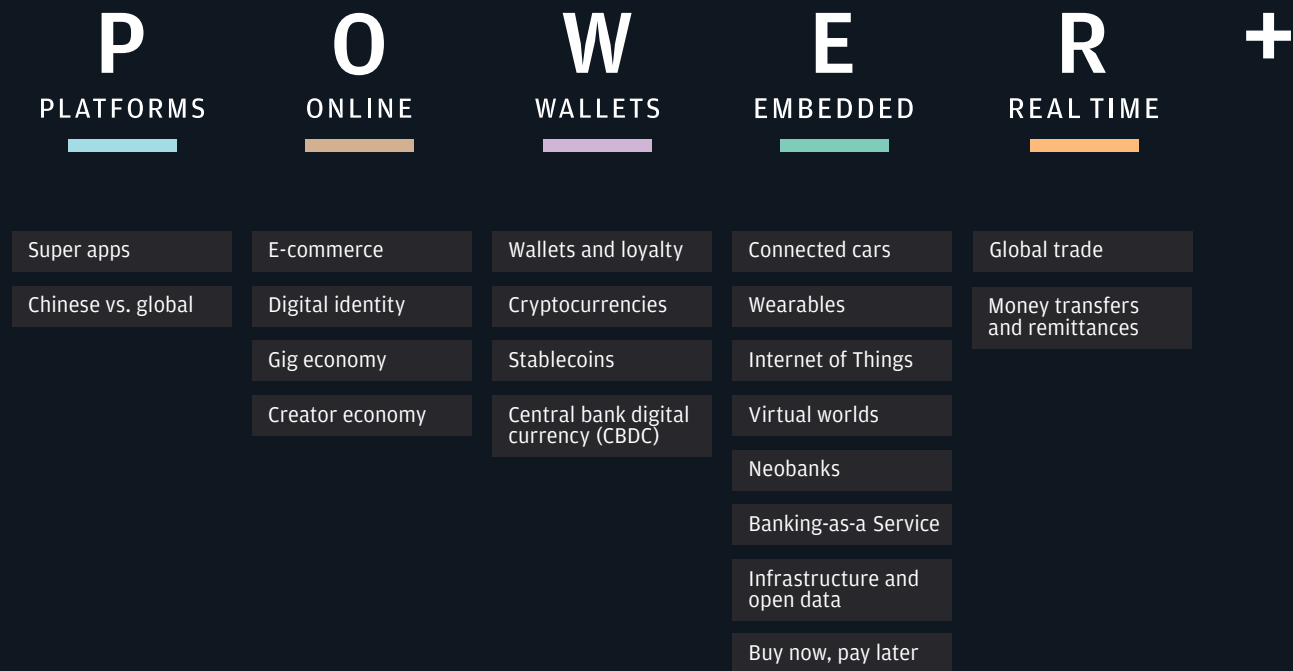 P
PLATFORMS
Super apps
Chinese vs. global
O
ONLINE
E-commerce
Digital identity
Gig economy
Creator economy
W
WALLETS
Wallets and loyalty
Cryptocurrencies
Stablecoins
Central bank digital
currency (CBDC)
E
EMBEDDED
Connected cars
Wearables
Internet of Things
Virtual worlds
Neobanks
Banking-as-a Service
Infrastructure and
open data
Buy now, pay later
R
REAL TIME
Global trade
Money transfers
and remittances
+